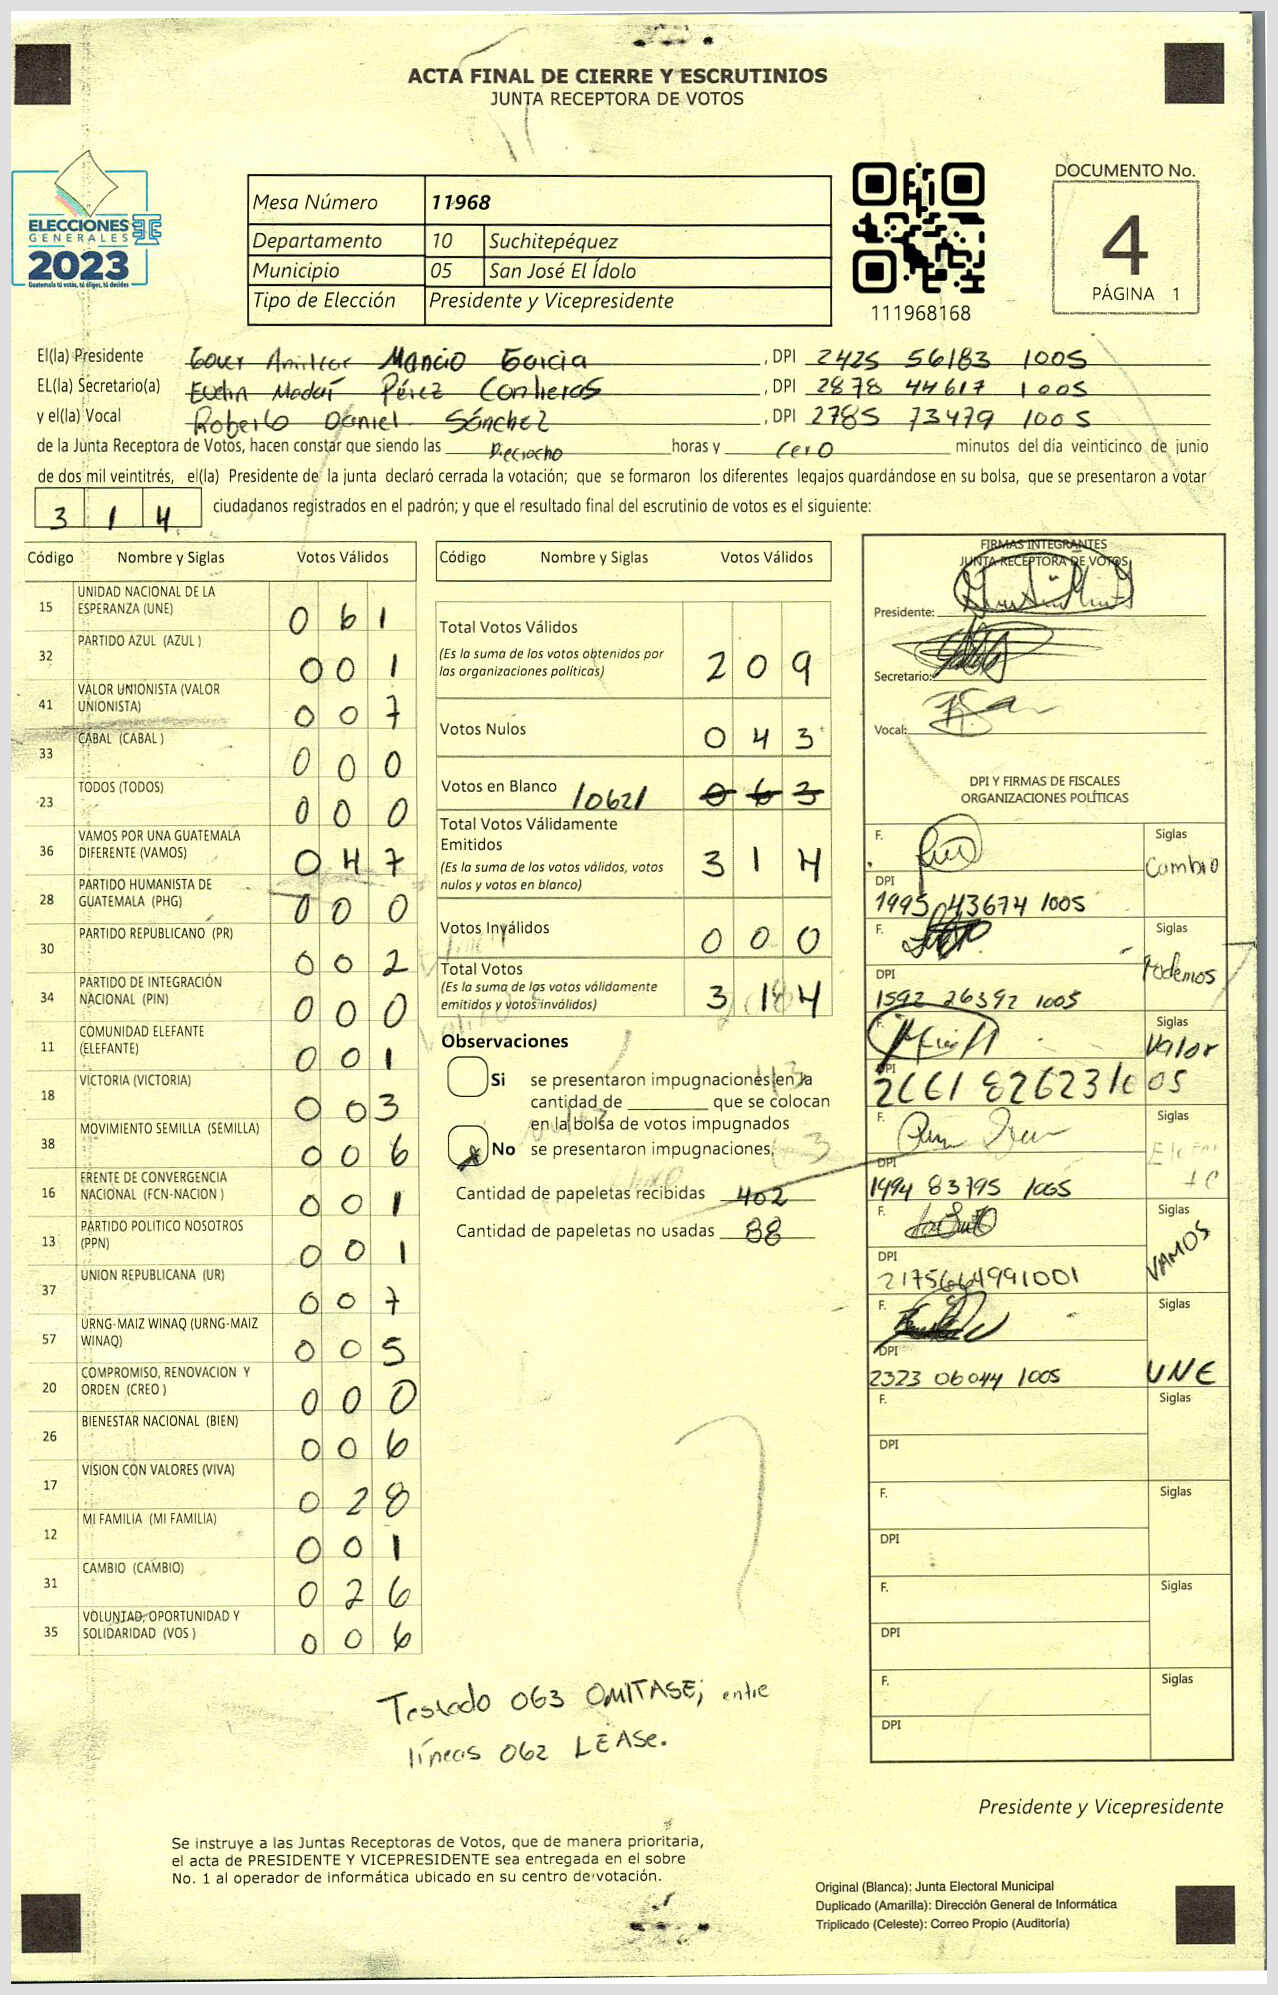 ACTA FINAL DE CIERRE Y ESCRUTINIOS
JUNTA RECEPTORA DE VOTOS
ELECCIONES
GENERALES
2023
Guatemala tú votas, tú eliges, tú decides
Mesa Número 11968
Departamento 10 Suchitepéquez
Municipio 05 San José El Ídolo
Tipo de Elección Presidente y Vicepresidente
111968168
DOCUMENTO No.
4
PÁGINA 1
El(la) Presidente Amilcar Mancio Garcia , DPI 2425 56183 1005
EL(la) Secretario(a) Evelin Madaí Pérez Contreras , DPI 2878 44617 1005
y el(la) Vocal Roberto Daniel Sánchez , DPI 2785 73479 1005
de la Junta Receptora de Votos, hacen constar que siendo las Dieciocho horas y cero minutos del día veinticinco de junio
de dos mil veintitrés, el(la) Presidente de la junta declaró cerrada la votación; que se formaron los diferentes legajos guardándose en su bolsa, que se presentaron a votar
3 1 4 ciudadanos registrados en el padrón; y que el resultado final del escrutinio de votos es el siguiente:
Código Nombre y Siglas Votos Válidos
15 UNIDAD NACIONAL DE LA ESPERANZA (UNE) 0 6 1
32 PARTIDO AZUL (AZUL ) 0 0 1
41 VALOR UNIONISTA (VALOR UNIONISTA) 0 0 7
33 CABAL (CABAL ) 0 0 0
23 TODOS (TODOS) 0 0 0
36 VAMOS POR UNA GUATEMALA DIFERENTE (VAMOS) 0 4 7
28 PARTIDO HUMANISTA DE GUATEMALA (PHG) 0 0 0
30 PARTIDO REPUBLICANO (PR) 0 0 2
34 PARTIDO DE INTEGRACIÓN NACIONAL (PIN) 0 0 0
11 COMUNIDAD ELEFANTE (ELEFANTE) 0 0 1
18 VICTORIA (VICTORIA) 0 0 3
38 MOVIMIENTO SEMILLA (SEMILLA) 0 0 6
16 FRENTE DE CONVERGENCIA NACIONAL (FCN-NACION ) 0 0 1
13 PARTIDO POLITICO NOSOTROS (PPN) 0 0 1
37 UNION REPUBLICANA (UR) 0 0 7
57 URNG-MAIZ WINAQ (URNG-MAIZ WINAQ) 0 0 5
20 COMPROMISO, RENOVACION Y ORDEN (CREO ) 0 0 0
26 BIENESTAR NACIONAL (BIEN) 0 0 6
17 VISION CON VALORES (VIVA) 0 2 8
12 MI FAMILIA (MI FAMILIA) 0 0 1
31 CAMBIO (CAMBIO) 0 2 6
35 VOLUNTAD, OPORTUNIDAD Y SOLIDARIDAD (VOS ) 0 0 6
Código Nombre y Siglas Votos Válidos
Total Votos Válidos 2 0 9
(Es la suma de los votos obtenidos por
las organizaciones políticas)
Votos Nulos 0 4 3
Votos en Blanco /062/ 0 6 3
Total Votos Válidamente
Emitidos 3 1 4
(Es la suma de los votos válidos, votos
nulos y votos en blanco)
Votos Inválidos 0 0 0
Total Votos
(Es la suma de los votos válidamente
emitidos y votos inválidos) 3 1 4
Observaciones
Si se presentaron impugnaciones en la
cantidad de ________ que se colocan
en la bolsa de votos impugnados
x No se presentaron impugnaciones.
Cantidad de papeletas recibidas 402
Cantidad de papeletas no usadas 88
FIRMAS INTEGRANTES
JUNTA RECEPTORA DE VOTOS
Presidente:
Secretario:
Vocal:
DPI Y FIRMAS DE FISCALES
ORGANIZACIONES POLÍTICAS
F. Siglas
Cambio
DPI
1995 43674 1005
F. Siglas
Podemos
DPI
1592 26392 1005
F. Siglas
Valor
DPI
2661 82623 1005
F. Siglas
DPI
1494 83795 1005
F. Siglas
VAMOS
DPI
2175664991001
F. Siglas
DPI
2323 06044 1005 UNE
F. Siglas
DPI
F. Siglas
DPI
F. Siglas
DPI
F. Siglas
DPI
Testado 063 OMITASE; entre
líneas 062 LEASE.
Presidente y Vicepresidente
Se instruye a las Juntas Receptoras de Votos, que de manera prioritaria,
el acta de PRESIDENTE Y VICEPRESIDENTE sea entregada en el sobre
No. 1 al operador de informática ubicado en su centro de votación.
Original (Blanca): Junta Electoral Municipal
Duplicado (Amarilla): Dirección General de Informática
Triplicado (Celeste): Correo Propio (Auditoría)